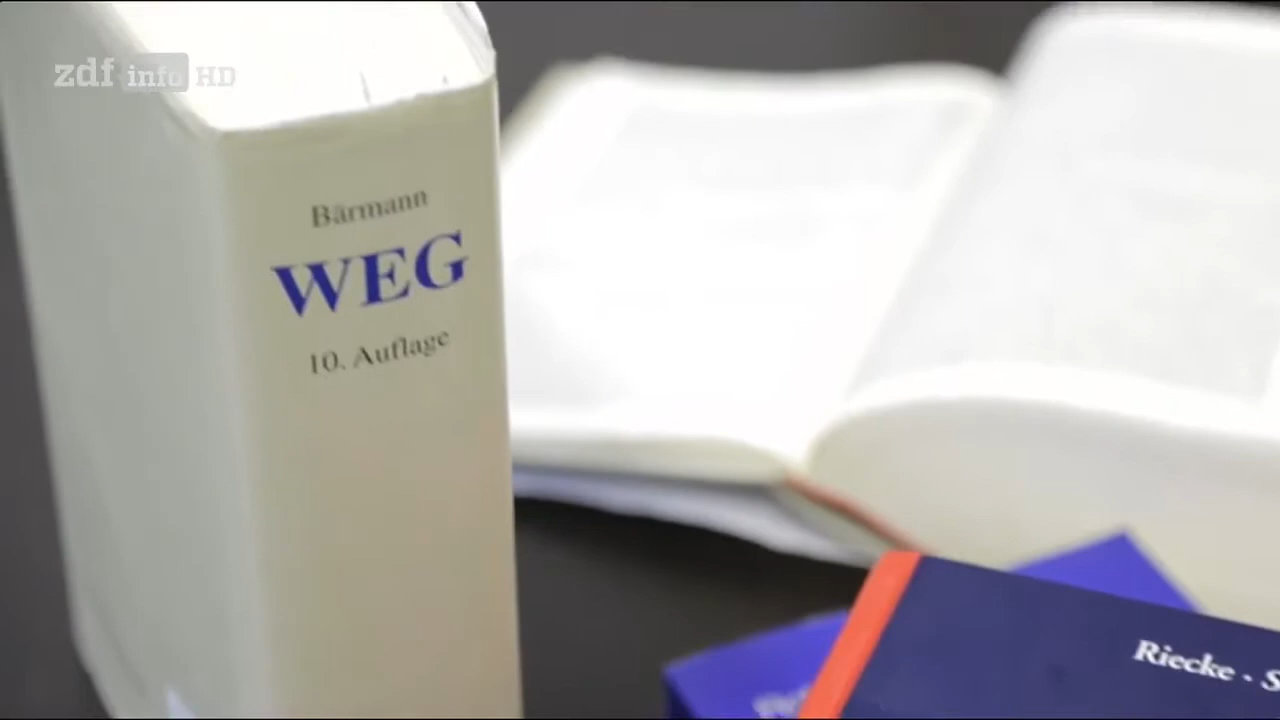 zdf info HD
Bärmann
WEG
10. Auflage
Riecke · S